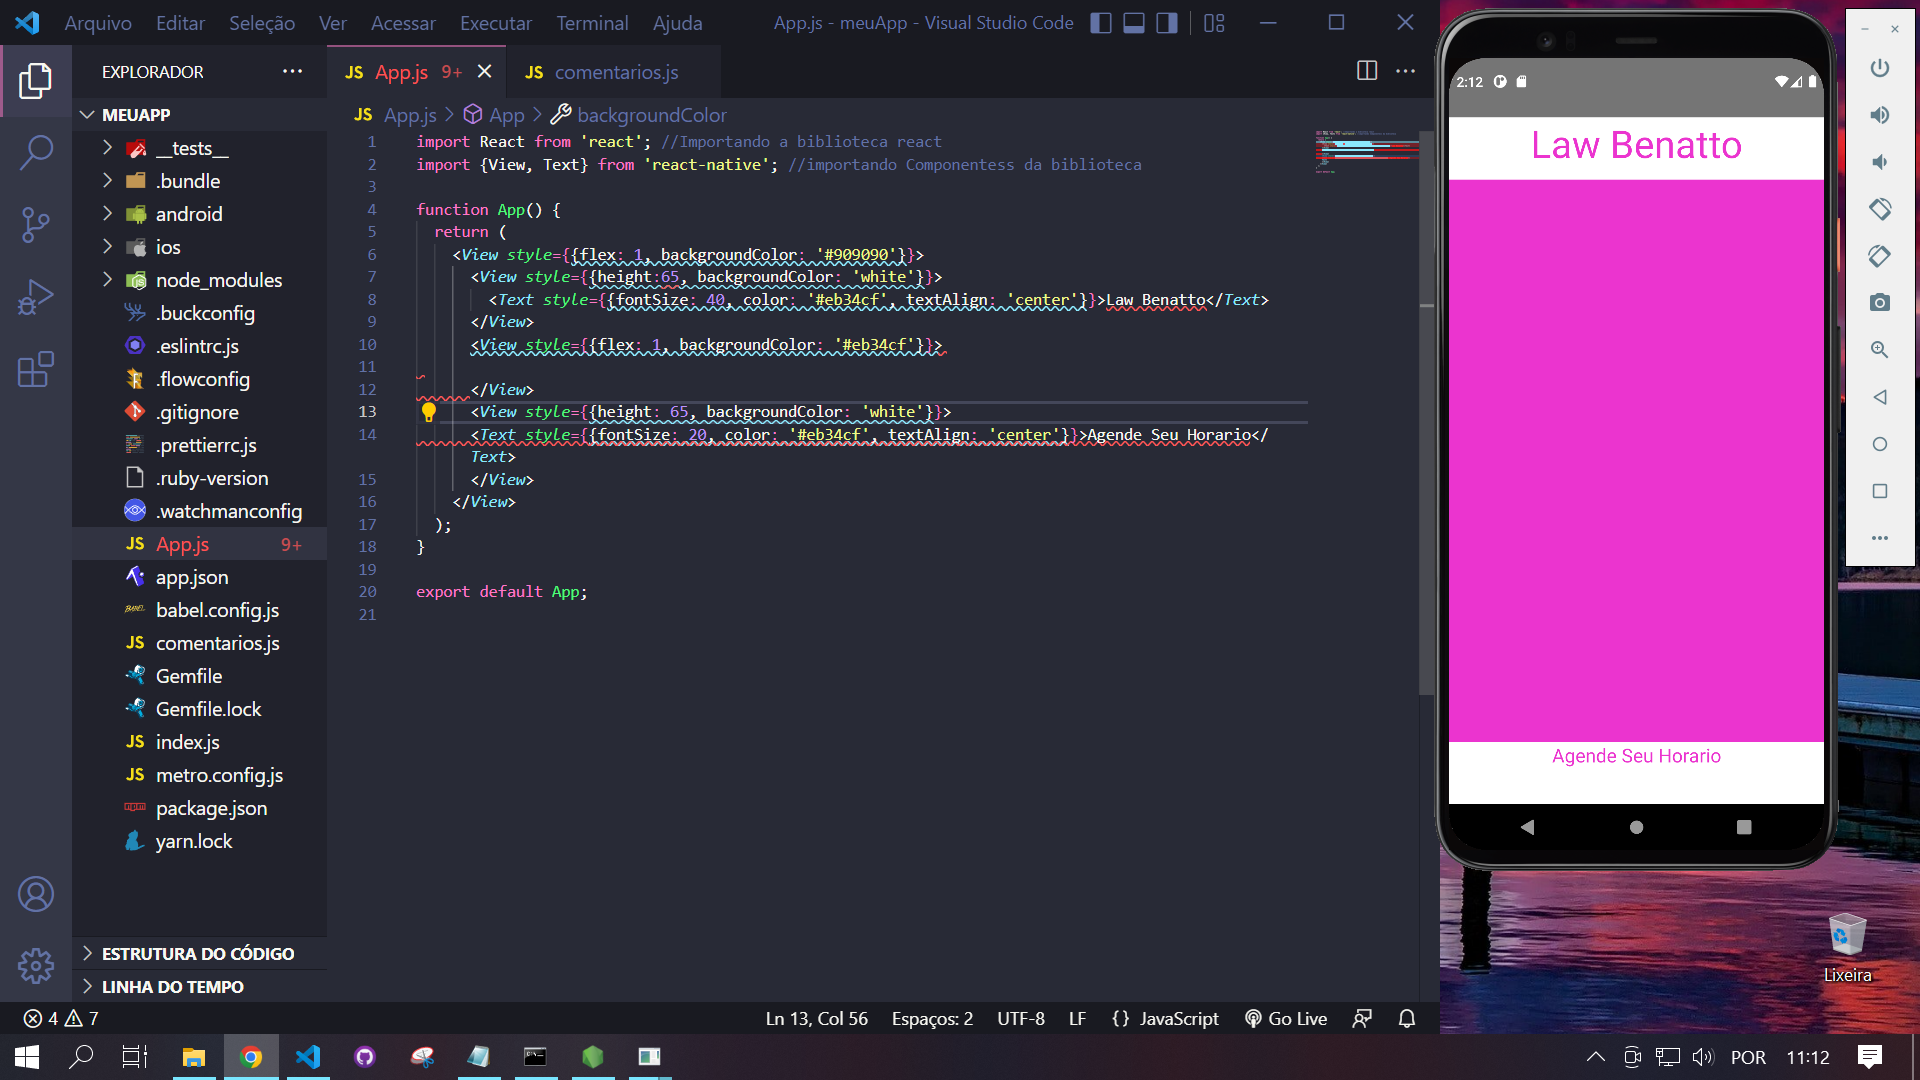 Arquivo Editar Seleção Ver Acessar Executar Terminal Ajuda
App.js - meuApp - Visual Studio Code
EXPLORADOR
MEUAPP
__tests__
.bundle
android
ios
node_modules
.buckconfig
.eslintrc.js
.flowconfig
.gitignore
.prettierrc.js
.ruby-version
.watchmanconfig
App.js 9+
app.json
babel.config.js
comentarios.js
Gemfile
Gemfile.lock
index.js
metro.config.js
package.json
yarn.lock
ESTRUTURA DO CÓDIGO
LINHA DO TEMPO
JS App.js 9+
JS comentarios.js
JS App.js > App > backgroundColor
1 import React from 'react'; //Importando a biblioteca react
2 import {View, Text} from 'react-native'; //importando Componentess da biblioteca
3
4 function App() {
5 return (
6 <View style={{flex: 1, backgroundColor: '#909090'}}>
7 <View style={{height:65, backgroundColor: 'white'}}>
8 <Text style={{fontSize: 40, color: '#eb34cf', textAlign: 'center'}}>Law Benatto</Text>
9 </View>
10 <View style={{flex: 1, backgroundColor: '#eb34cf'}}>
11
12 </View>
13 <View style={{height: 65, backgroundColor: 'white'}}>
14 <Text style={{fontSize: 20, color: '#eb34cf', textAlign: 'center'}}>Agende Seu Horario</
Text>
15 </View>
16 </View>
17 );
18 }
19
20 export default App;
21
4 7
Ln 13, Col 56 Espaços: 2 UTF-8 LF {} JavaScript Go Live
2:12
Law Benatto
Agende Seu Horario
Lixeira
POR 11:12